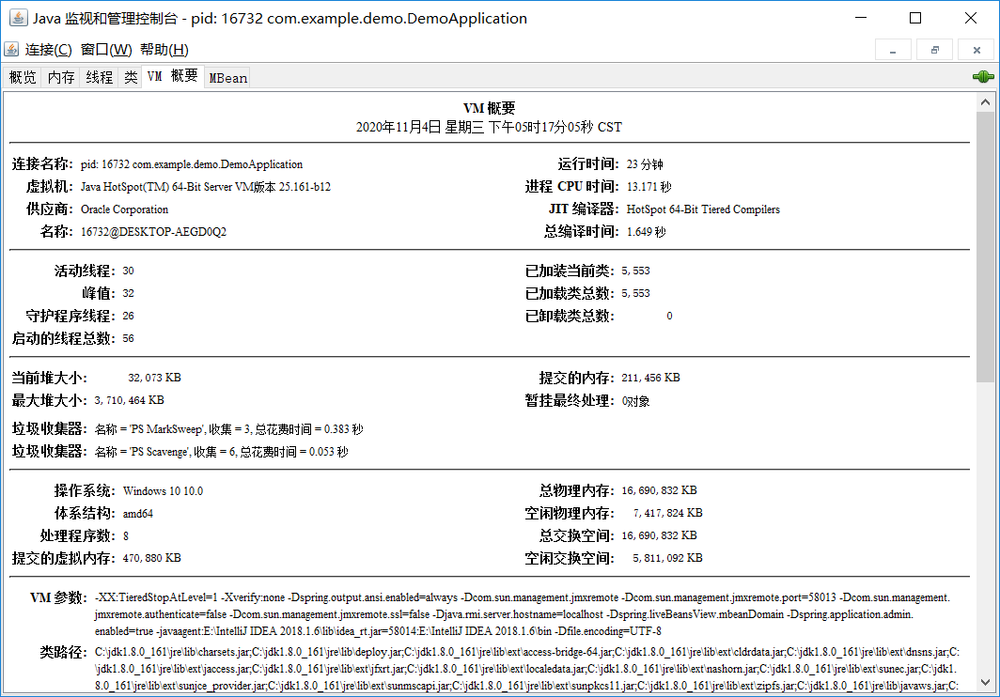 Java 监视和管理控制台 - pid: 16732 com.example.demo.DemoApplication
连接(C) 窗口(W) 帮助(H)
概览 内存 线程 类 VM 概要 MBean
VM 概要
2020年11月4日 星期三 下午05时17分05秒 CST
连接名称: pid: 16732 com.example.demo.DemoApplication 运行时间: 23 分钟
虚拟机: Java HotSpot(TM) 64-Bit Server VM版本 25.161-b12 进程 CPU 时间: 13.171 秒
供应商: Oracle Corporation JIT 编译器: HotSpot 64-Bit Tiered Compilers
名称: 16732@DESKTOP-AEGD0Q2 总编译时间: 1.649 秒
活动线程: 30 已加装当前类: 5,553
峰值: 32 已加载类总数: 5,553
守护程序线程: 26 已卸载类总数: 0
启动的线程总数: 56
当前堆大小: 32,073 KB 提交的内存: 211,456 KB
最大堆大小: 3,710,464 KB 暂挂最终处理: 0对象
垃圾收集器: 名称 = 'PS MarkSweep', 收集 = 3, 总花费时间 = 0.383 秒
垃圾收集器: 名称 = 'PS Scavenge', 收集 = 6, 总花费时间 = 0.053 秒
操作系统: Windows 10 10.0 总物理内存: 16,690,832 KB
体系结构: amd64 空闲物理内存: 7,417,824 KB
处理程序数: 8 总交换空间: 16,690,832 KB
提交的虚拟内存: 470,880 KB 空闲交换空间: 5,811,092 KB
VM 参数: -XX:TieredStopAtLevel=1 -Xverify:none -Dspring.output.ansi.enabled=always -Dcom.sun.management.jmxremote -Dcom.sun.management.jmxremote.port=58013 -Dcom.sun.management.
jmxremote.authenticate=false -Dcom.sun.management.jmxremote.ssl=false -Djava.rmi.server.hostname=localhost -Dspring.liveBeansView.mbeanDomain -Dspring.application.admin.
enabled=true -javaagent:E:\IntelliJ IDEA 2018.1.6\lib\idea_rt.jar=58014:E:\IntelliJ IDEA 2018.1.6\bin -Dfile.encoding=UTF-8
类路径: C:\jdk1.8.0_161\jre\lib\charsets.jar;C:\jdk1.8.0_161\jre\lib\deploy.jar;C:\jdk1.8.0_161\jre\lib\ext\access-bridge-64.jar;C:\jdk1.8.0_161\jre\lib\ext\cldrdata.jar;C:\jdk1.8.0_161\jre\lib\ext\dnsns.jar;C:
\jdk1.8.0_161\jre\lib\ext\jaccess.jar;C:\jdk1.8.0_161\jre\lib\ext\jfxrt.jar;C:\jdk1.8.0_161\jre\lib\ext\localedata.jar;C:\jdk1.8.0_161\jre\lib\ext\nashorn.jar;C:\jdk1.8.0_161\jre\lib\ext\sunec.jar;C:\jdk1.
8.0_161\jre\lib\ext\sunjce_provider.jar;C:\jdk1.8.0_161\jre\lib\ext\sunmscapi.jar;C:\jdk1.8.0_161\jre\lib\ext\sunpkcs11.jar;C:\jdk1.8.0_161\jre\lib\ext\zipfs.jar;C:\jdk1.8.0_161\jre\lib\javaws.jar;C: